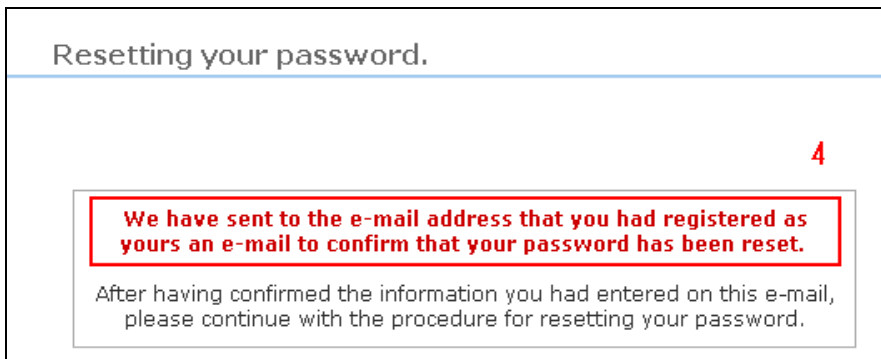 Resetting your password.
4
We have sent to the e-mail address that you had registered as
yours an e-mail to confirm that your password has been reset.
After having confirmed the information you had entered on this e-mail,
please continue with the procedure for resetting your password.